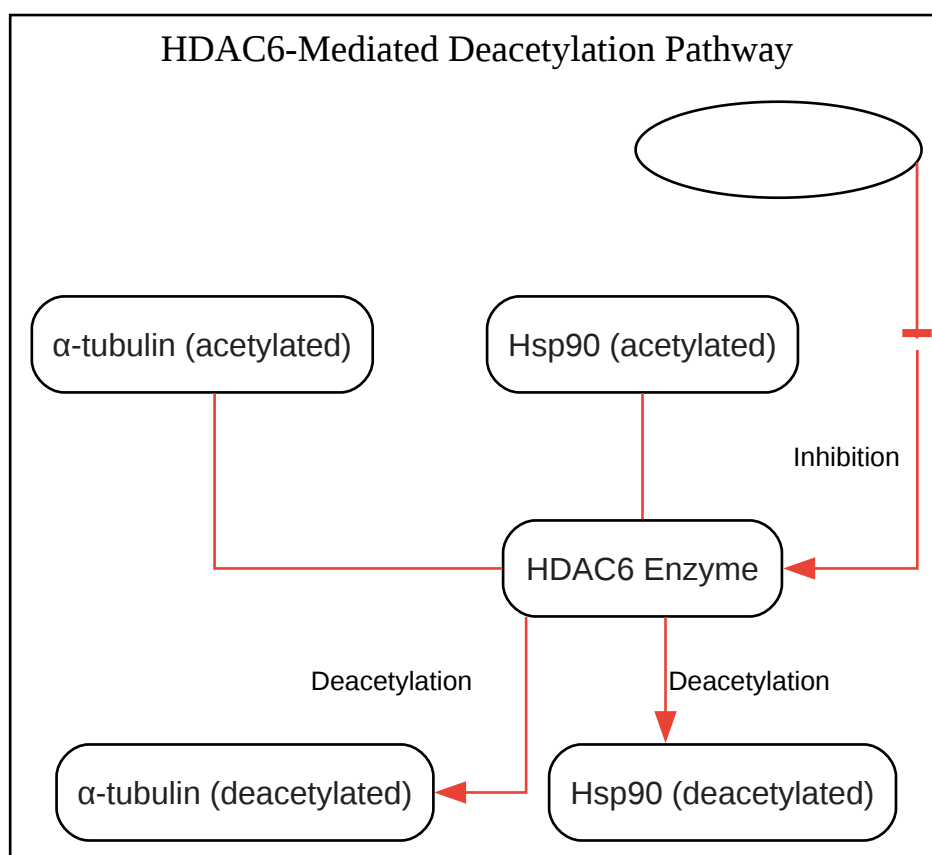 HDAC6-Mediated Deacetylation Pathway
α-tubulin (acetylated)
Hsp90 (acetylated)
Inhibition
HDAC6 Enzyme
Deacetylation
Deacetylation
α-tubulin (deacetylated)
Hsp90 (deacetylated)